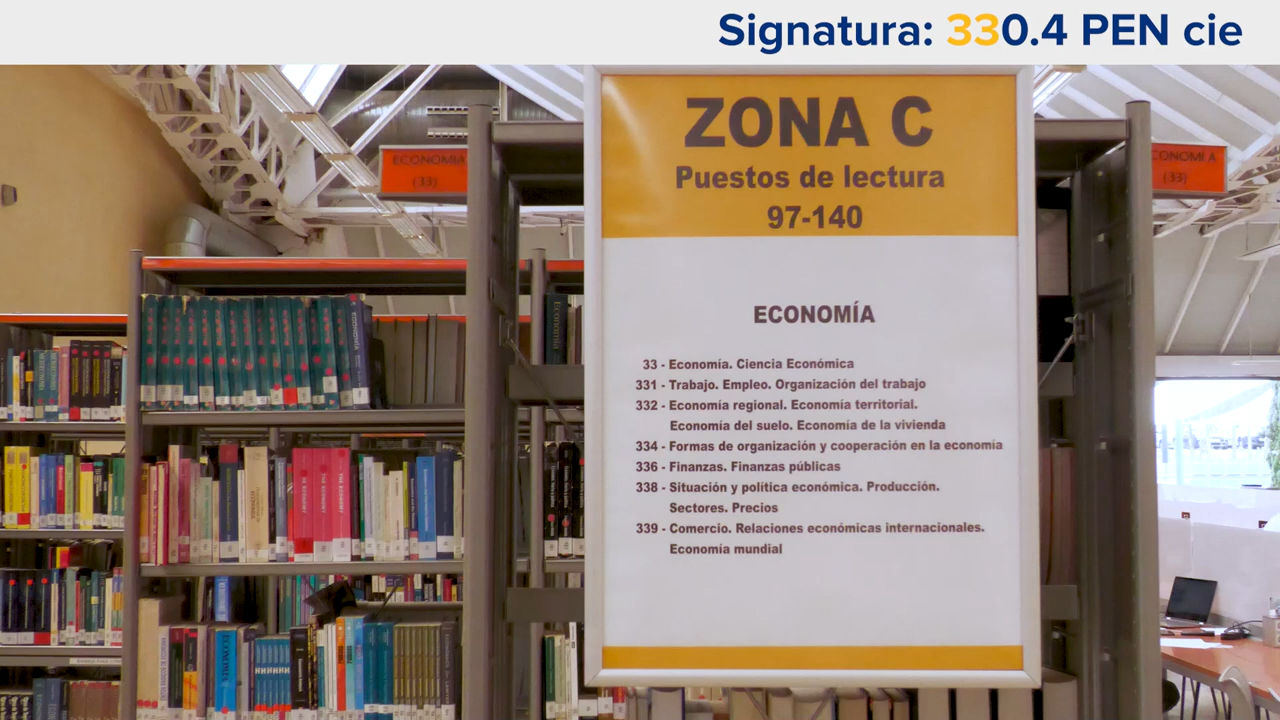 Signatura: 330.4 PEN cie
ZONA C
Puestos de lectura
97-140
ECONOMÍA
(33)
ECONOMÍA
(33)
ECONOMÍA
33 - Economía. Ciencia Económica
331 - Trabajo. Empleo. Organización del trabajo
332 - Economía regional. Economía territorial.
Economía del suelo. Economía de la vivienda
334 - Formas de organización y cooperación en la economía
336 - Finanzas. Finanzas públicas
338 - Situación y política económica. Producción.
Sectores. Precios
339 - Comercio. Relaciones económicas internacionales.
Economía mundial